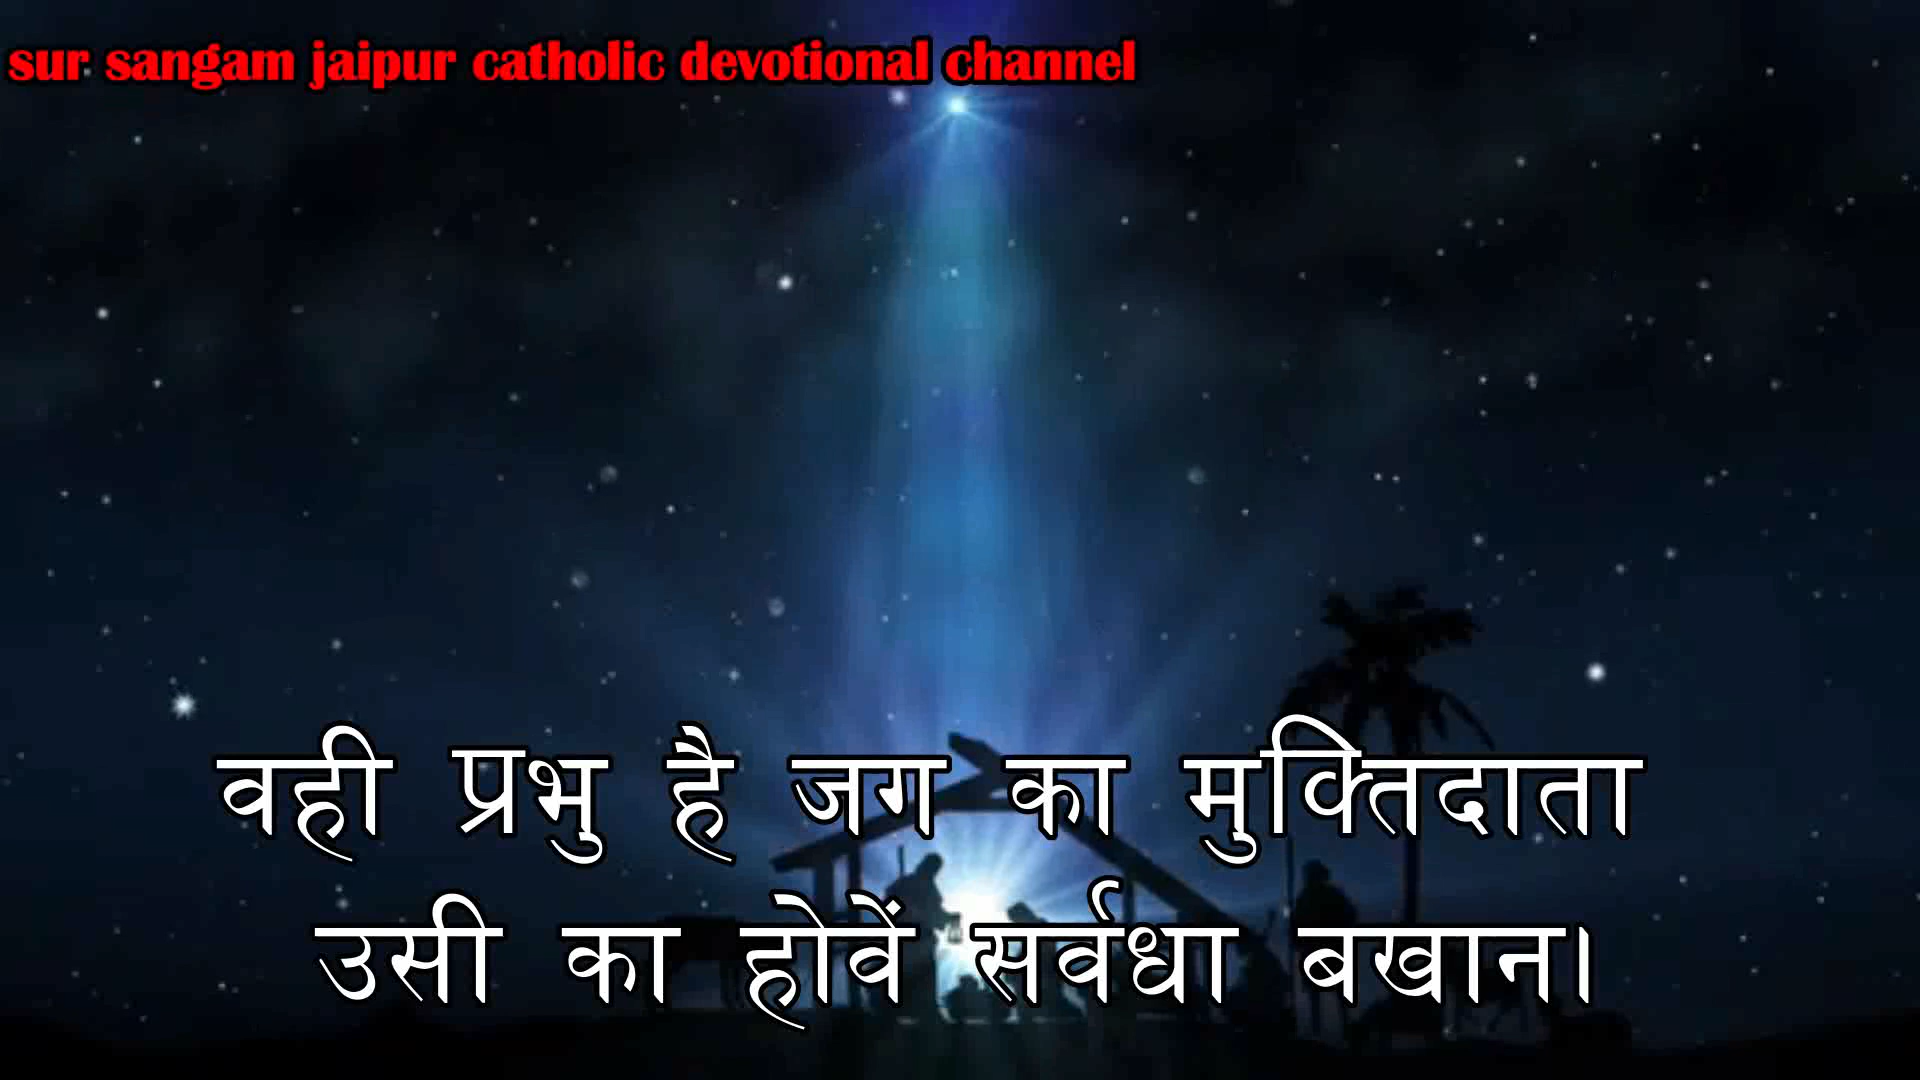 sur sangam jaipur catholic devotional channel
वही प्रभु है जग का मुक्तिदाता
उसी का होवें सर्वधा बखान।